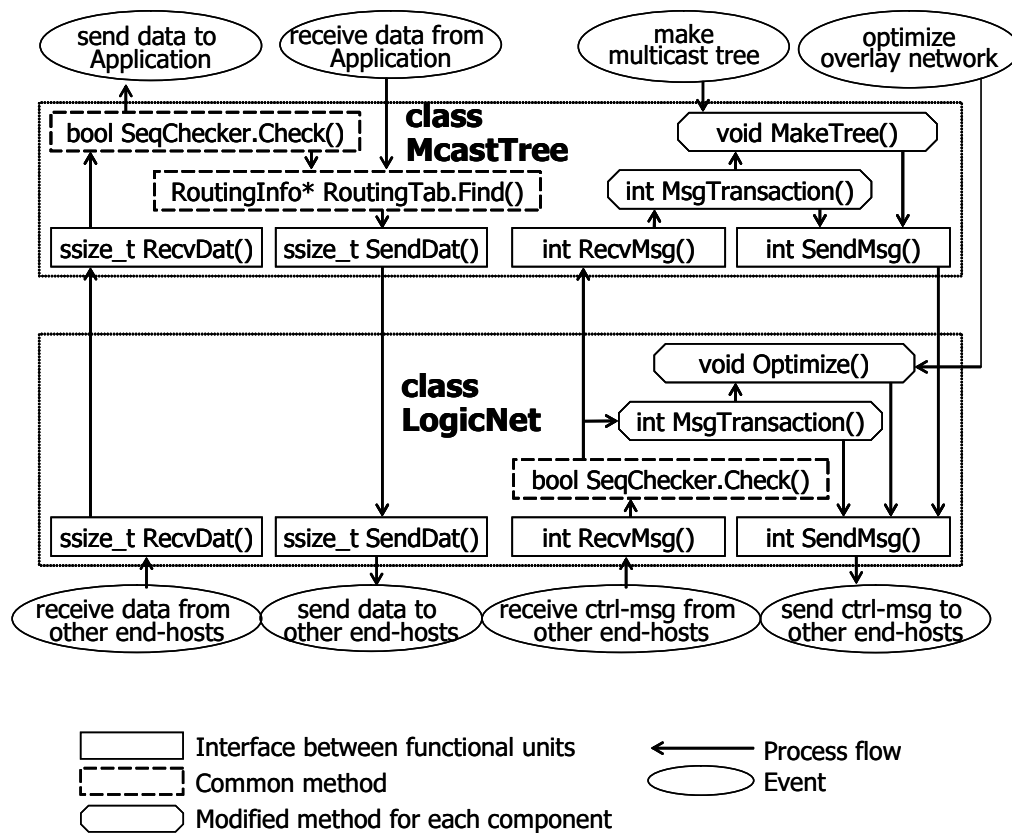 send data to
Application
receive data from
Application
make
multicast tree
optimize
overlay network
bool SeqChecker.Check()
class
McastTree
void MakeTree()
RoutingInfo* RoutingTab.Find()
int MsgTransaction()
ssize_t RecvDat()
ssize_t SendDat()
int RecvMsg()
int SendMsg()
void Optimize()
class
LogicNet
int MsgTransaction()
bool SeqChecker.Check()
ssize_t RecvDat()
ssize_t SendDat()
int RecvMsg()
int SendMsg()
receive data from
other end-hosts
send data to
other end-hosts
receive ctrl-msg from
other end-hosts
send ctrl-msg to
other end-hosts
Interface between functional units
Process flow
Common method
Event
Modified method for each component